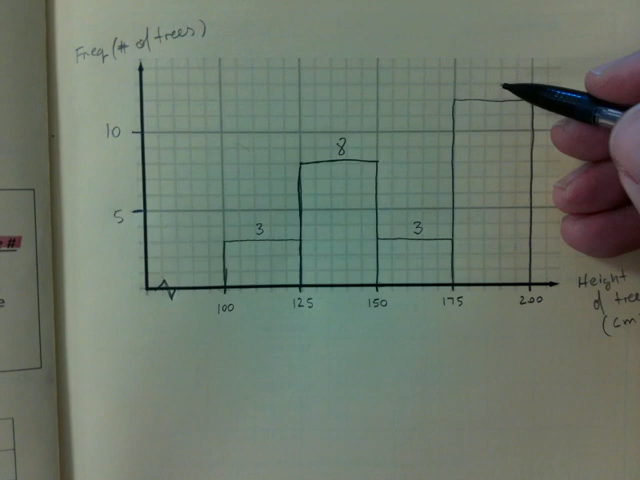 Freq (# of trees)
10
8
5
3
3
#
e
100 125 150 175 200
Height
of tree
(cm